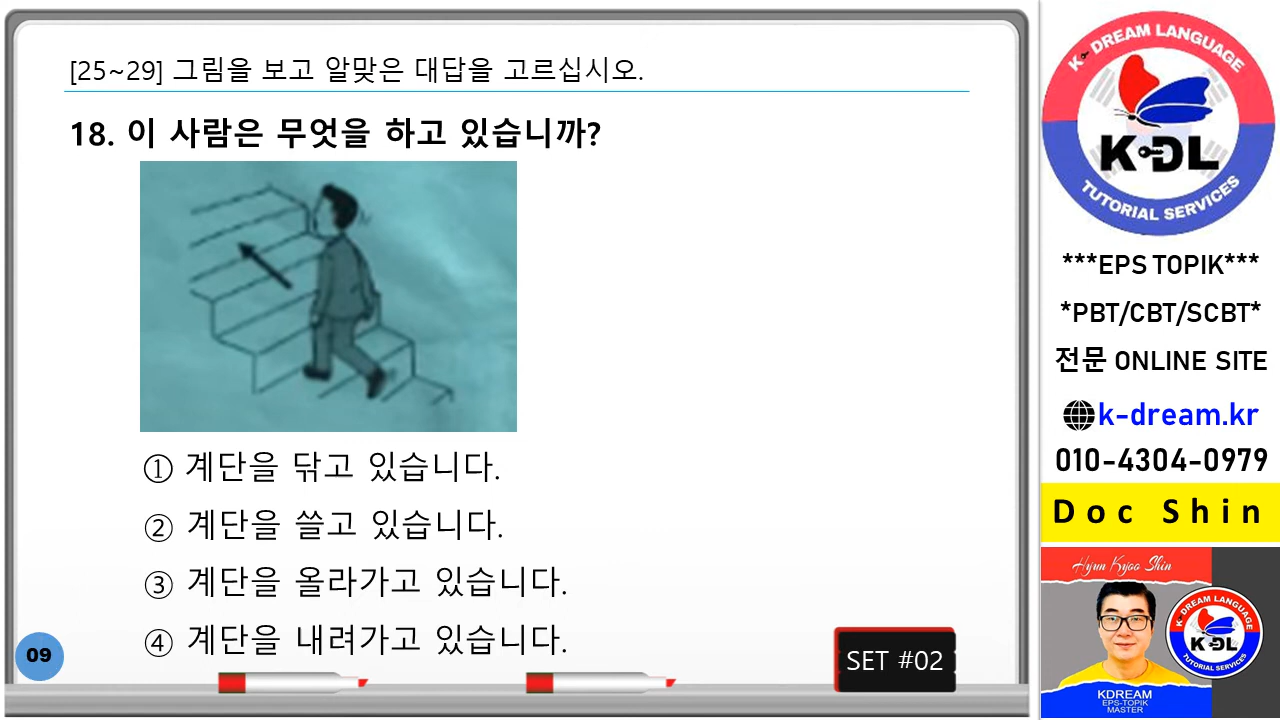 [25~29] 그림을 보고 알맞은 대답을 고르십시오.
18. 이 사람은 무엇을 하고 있습니까?
① 계단을 닦고 있습니다.
② 계단을 쓸고 있습니다.
③ 계단을 올라가고 있습니다.
④ 계단을 내려가고 있습니다.
09
SET #02
K-DREAM LANGUAGE
K-DL
TUTORIAL SERVICES
***EPS TOPIK***
*PBT/CBT/SCBT*
전문 ONLINE SITE
k-dream.kr
010-4304-0979
Doc Shin
Hyun Kyoo Shin
K-DREAM LANGUAGE
K-DL
TUTORIAL SERVICES
KDREAM
EPS-TOPIK
MASTER